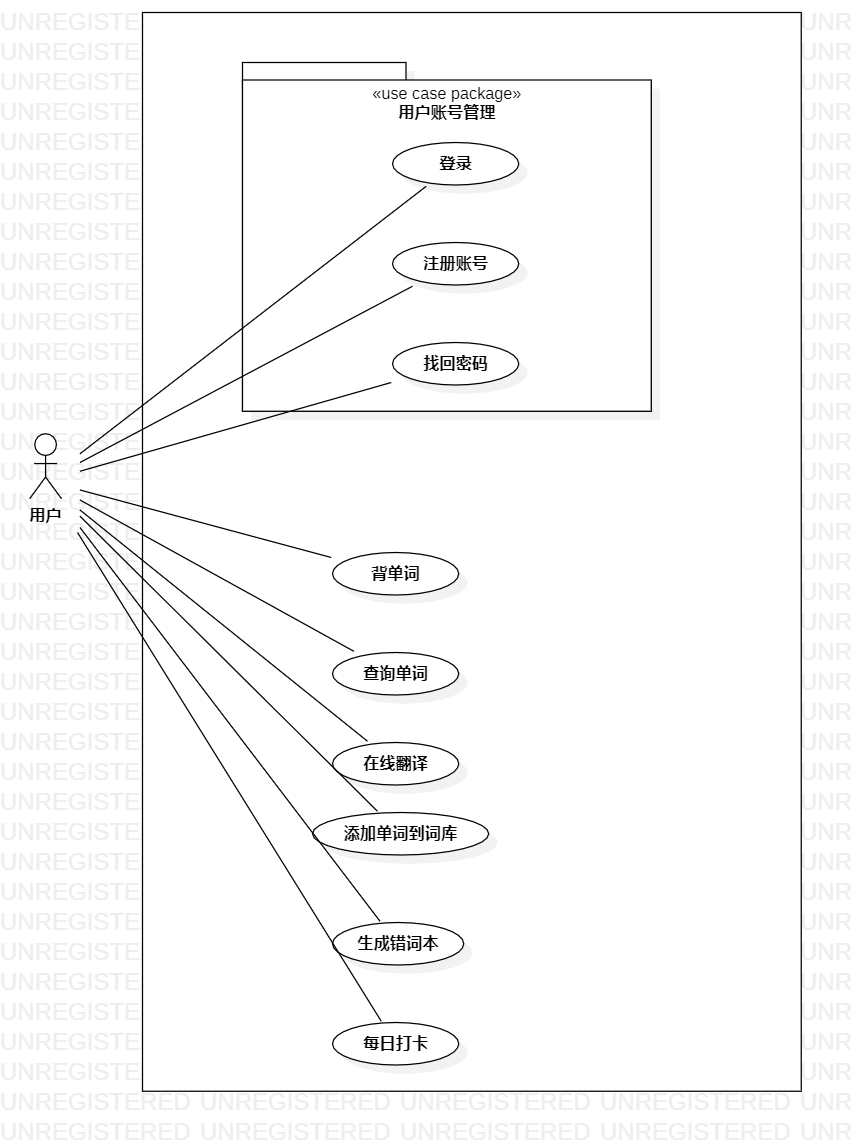 «use case package»
用户账号管理
登录
注册账号
找回密码
用户
背单词
查询单词
在线翻译
添加单词到词库
生成错词本
每日打卡
UNREGISTERED UNREGISTERED UNREGISTERED UNREGISTERED UNR
UNREGISTERED UNREGISTERED UNREGISTERED UNREGISTERED UNR